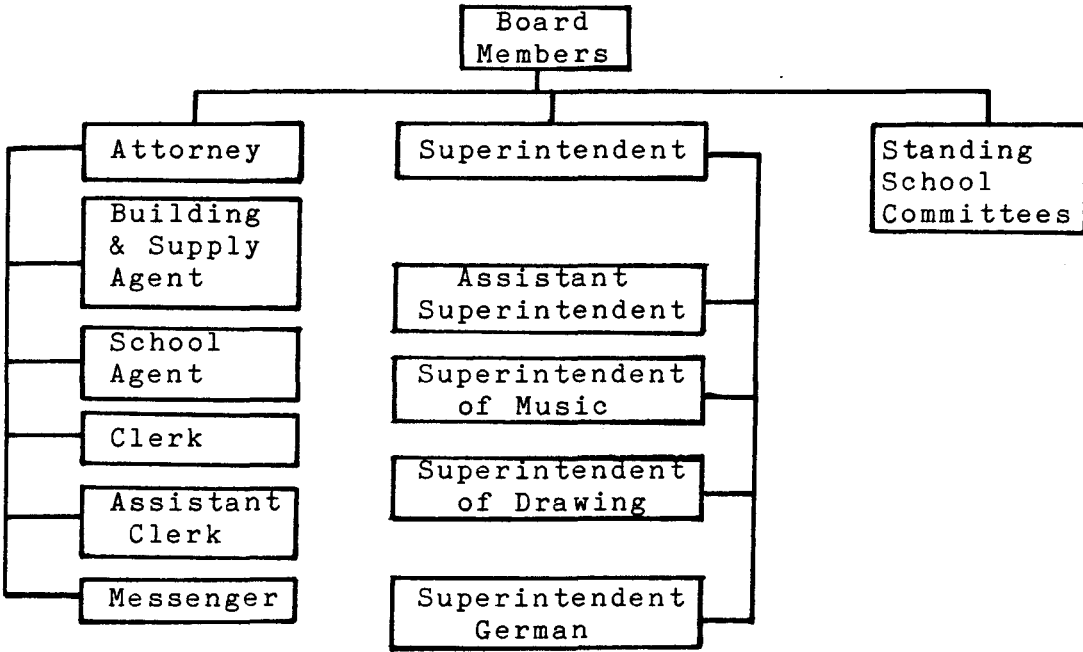 Board
Members
Attorney
Building
& Supply
Agent
School
Agent
Clerk
Assistant
Clerk
Messenger
Superintendent
Assistant
Superintendent
Superintendent
of Music
Superintendent
of Drawing
Superintendent
German
Standing
School
Committees